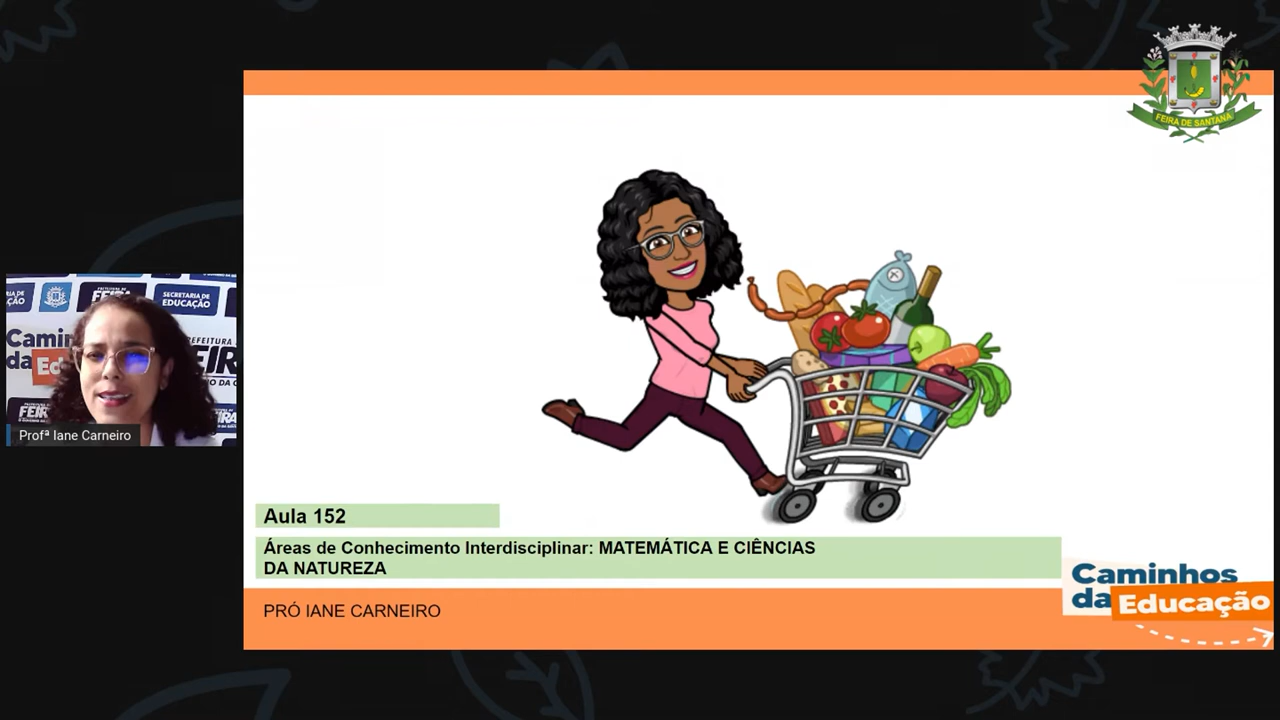 FEIRA DE SANTANA
SECRETARIA DE
EDUCAÇÃO
FEIRA
Profª Iane Carneiro
Aula 152
Áreas de Conhecimento Interdisciplinar: MATEMÁTICA E CIÊNCIAS
DA NATUREZA
PRÓ IANE CARNEIRO
Caminhos
da Educação